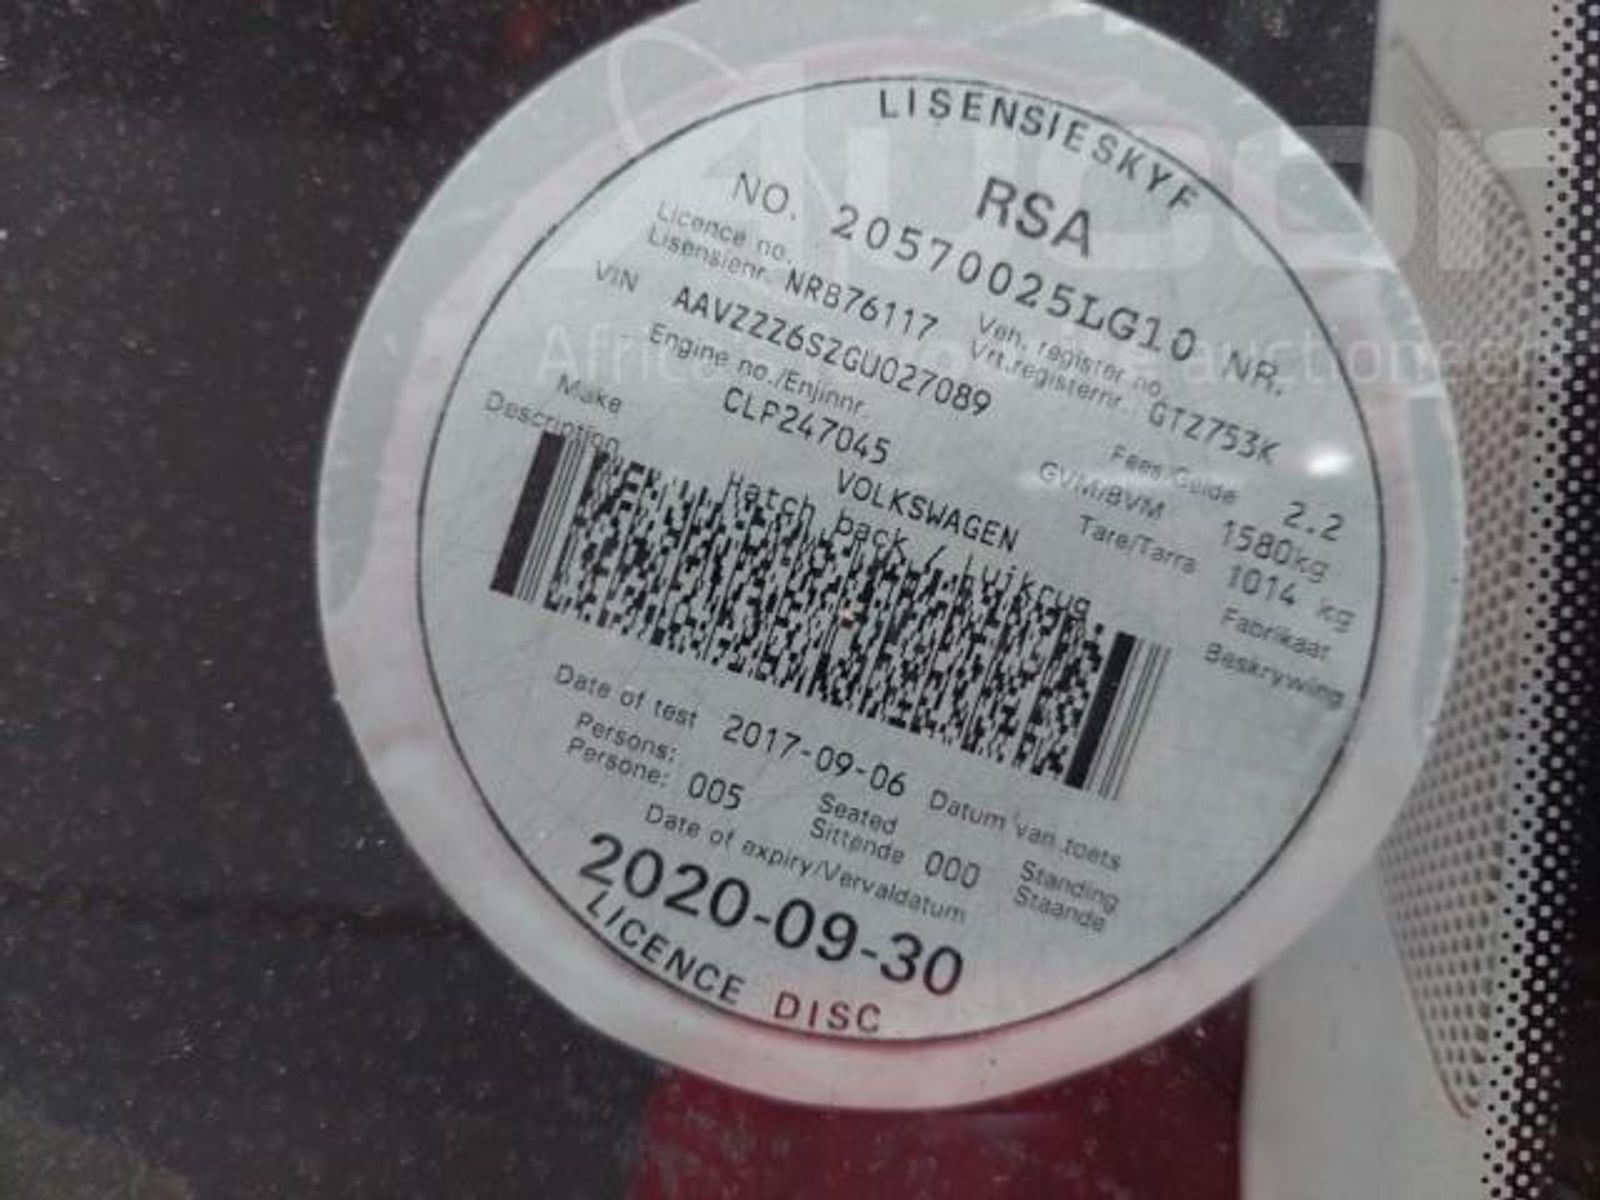 LISENSIESKYF
RSA
NO. 20570025LG10 NR.
Licence no.
Lisensienr. NRB76117
Veh. register no.
Vrt.registernr. GTZ753K
VIN AAVZZZ6SZGU027089
Engine no./Enjinnr.
CLP247045
Fees/Guide 2.2
GVM/BVM 1580kg
Tare/Tarra 1014 kg
Make VOLKSWAGEN Fabrikaat
Description Hatch back / Luikrug Beskrywing
Date of test 2017-09-06 Datum van toets
Persons:
Persone: 005
Seated
Sittende 000
Standing
Staande
Date of expiry/Vervaldatum
2020-09-30
LICENCE DISC